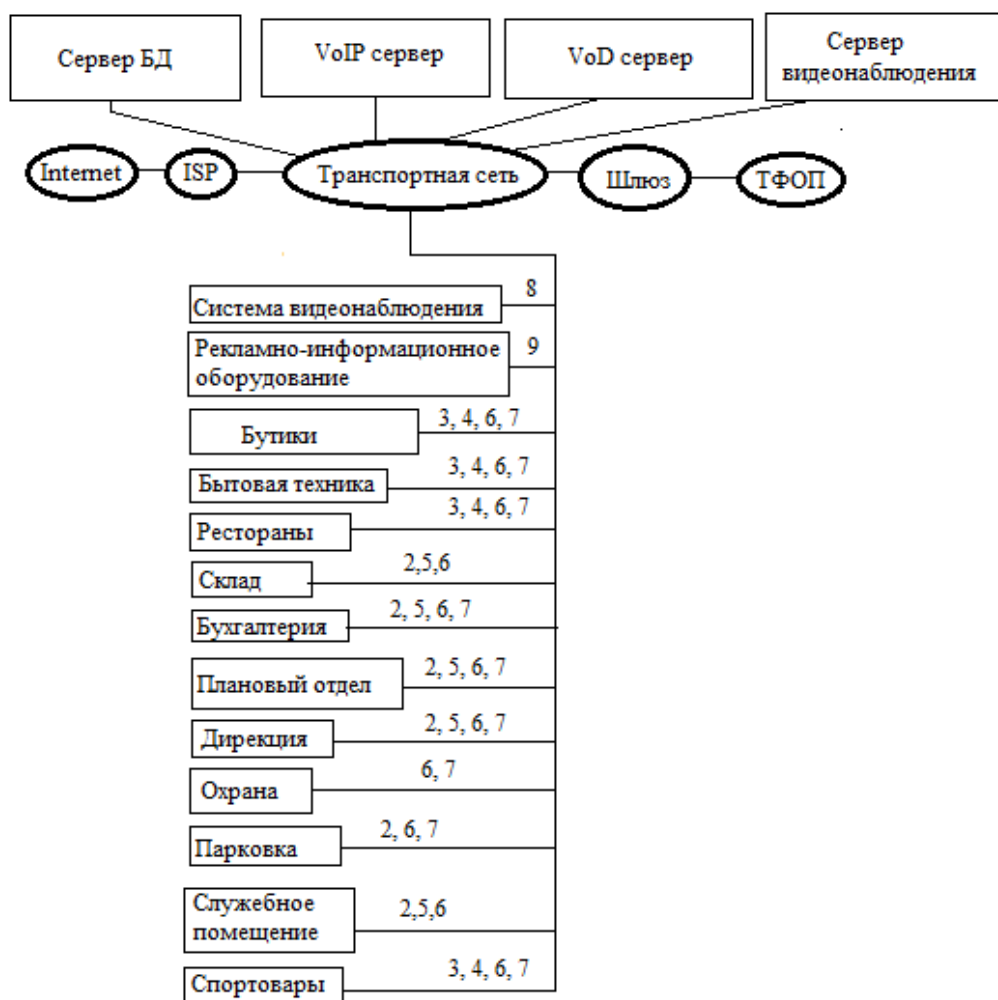 Сервер БД
VoIP сервер
VoD сервер
Сервер
видеонаблюдения
Internet
ISP
Транспортная сеть
Шлюз
ТФОП
8
Система видеонаблюдения
9
Рекламно-информационное
оборудование
3, 4, 6, 7
Бутики
3, 4, 6, 7
Бытовая техника
3, 4, 6, 7
Рестораны
2,5,6
Склад
2, 5, 6, 7
Бухгалтерия
2, 5, 6, 7
Плановый отдел
2, 5, 6, 7
Дирекция
6, 7
Охрана
2, 6, 7
Парковка
Служебное
помещение
2,5,6
3, 4, 6, 7
Спортовары